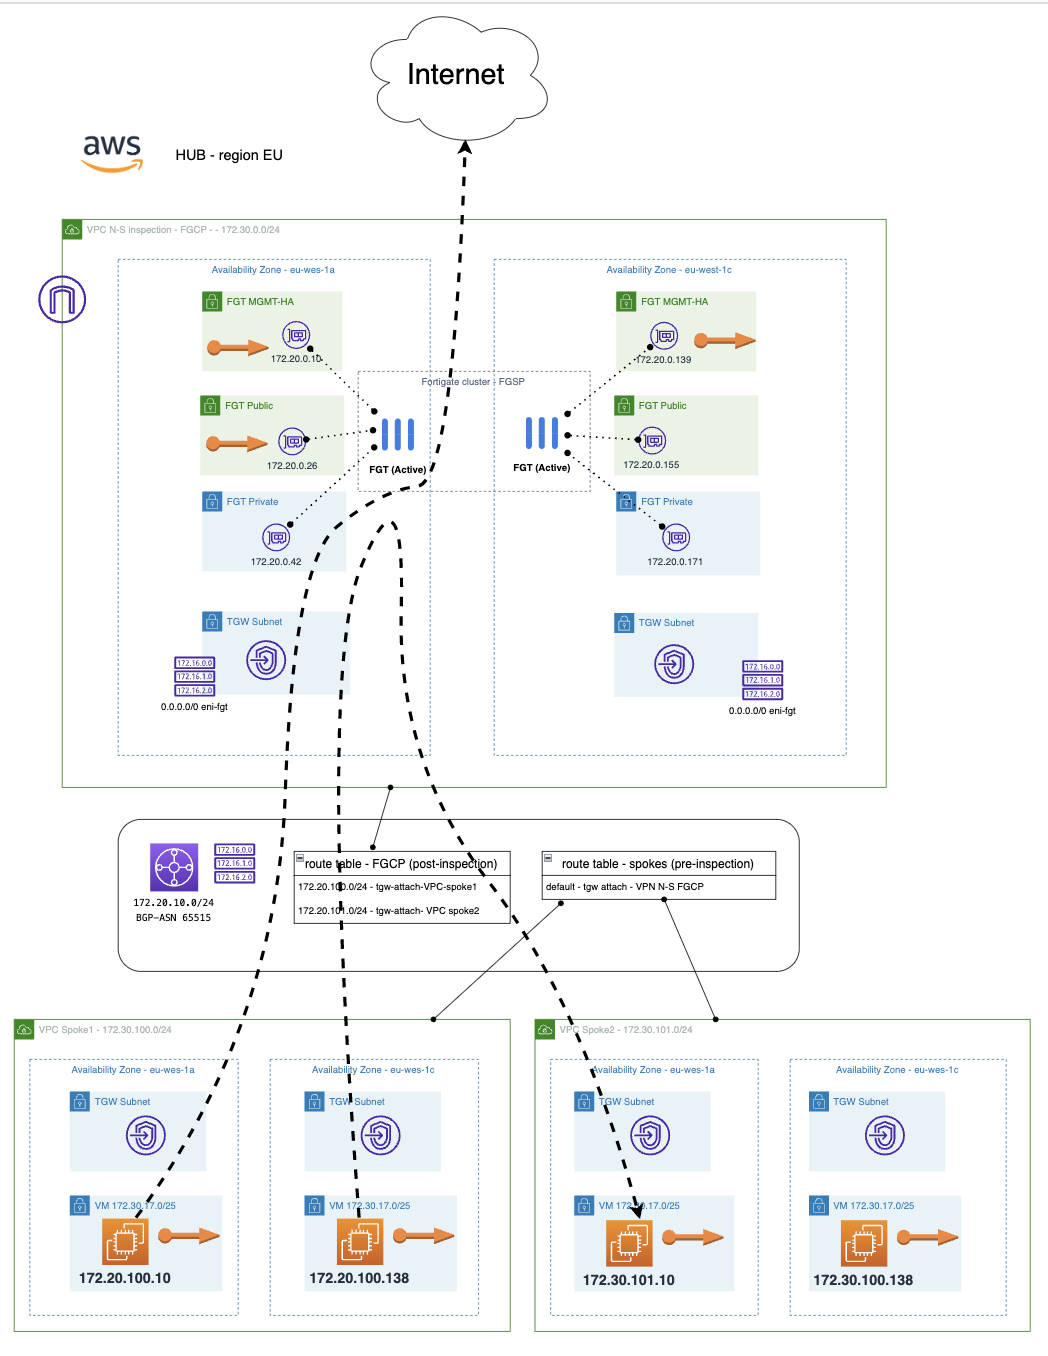 Internet
aws
HUB - region EU
VPC N-S inspection - FGCP - - 172.30.0.0/24
Availability Zone - eu-wes-1a
FGT MGMT-HA
172.20.0.10
FGT Public
172.20.0.26
FGT Private
172.20.0.42
TGW Subnet
172.16.0.0
172.16.1.0
172.16.2.0
0.0.0.0/0 eni-fgt
Fortigate cluster - FGSP
FGT (Active)
FGT (Active)
Availability Zone - eu-west-1c
FGT MGMT-HA
172.20.0.139
FGT Public
172.20.0.155
FGT Private
172.20.0.171
TGW Subnet
172.16.0.0
172.16.1.0
172.16.2.0
0.0.0.0/0 eni-fgt
172.16.0.0
172.16.1.0
172.16.2.0
172.20.10.0/24
BGP-ASN 65515
route table - FGCP (post-inspection)
172.20.100.0/24 - tgw-attach-VPC-spoke1
172.20.101.0/24 - tgw-attach- VPC spoke2
route table - spokes (pre-inspection)
default - tgw attach - VPN N-S FGCP
VPC Spoke1 - 172.30.100.0/24
Availability Zone - eu-wes-1a
TGW Subnet
VM 172.30.17.0/25
172.20.100.10
Availability Zone - eu-wes-1c
TGW Subnet
VM 172.30.17.0/25
172.20.100.138
VPC Spoke2 - 172.30.101.0/24
Availability Zone - eu-wes-1a
TGW Subnet
VM 172.30.17.0/25
172.30.101.10
Availability Zone - eu-wes-1c
TGW Subnet
VM 172.30.17.0/25
172.30.100.138